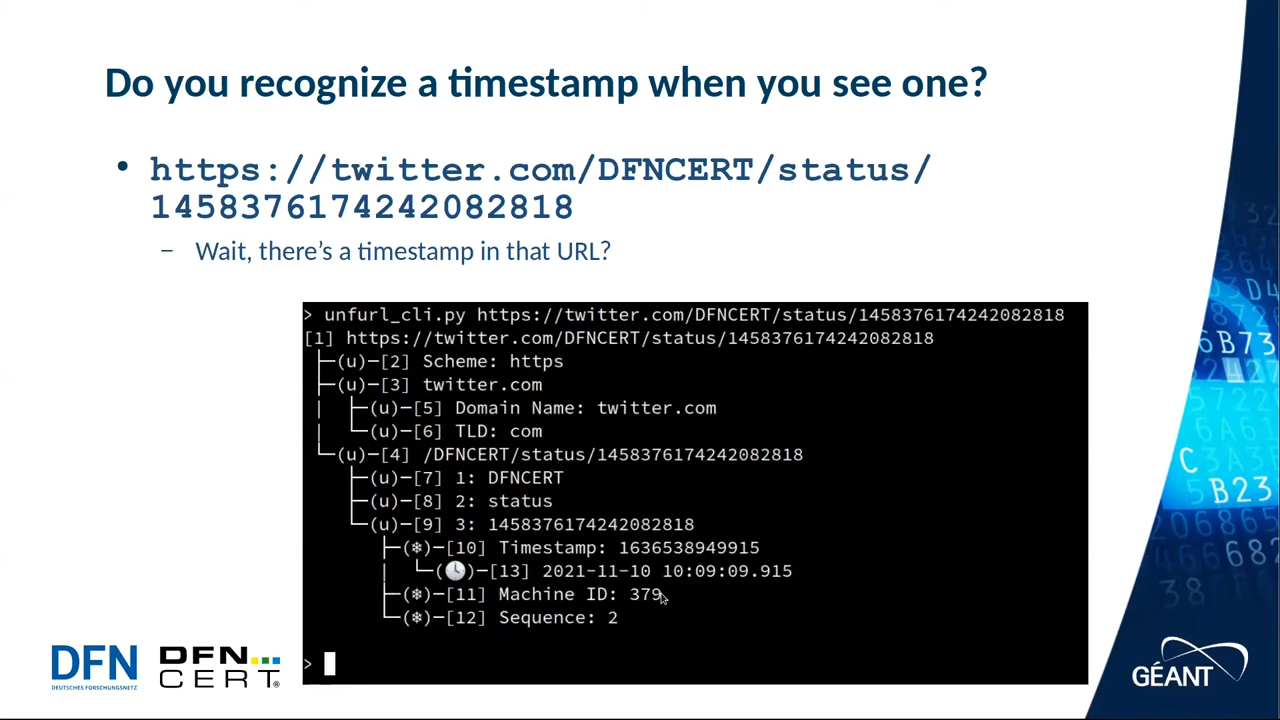 Do you recognize a timestamp when you see one?
• https://twitter.com/DFNCERT/status/
1458376174242082818
– Wait, there’s a timestamp in that URL?
> unfurl_cli.py https://twitter.com/DFNCERT/status/1458376174242082818
[1] https://twitter.com/DFNCERT/status/1458376174242082818
├─(u)─[2] Scheme: https
├─(u)─[3] twitter.com
│  ├─(u)─[5] Domain Name: twitter.com
│  └─(u)─[6] TLD: com
└─(u)─[4] /DFNCERT/status/1458376174242082818
   ├─(u)─[7] 1: DFNCERT
   ├─(u)─[8] 2: status
   └─(u)─[9] 3: 1458376174242082818
      ├─(❄)─[10] Timestamp: 1636538949915
      │  └─(🕓)─[13] 2021-11-10 10:09:09.915
      ├─(❄)─[11] Machine ID: 379
      └─(❄)─[12] Sequence: 2
>
DFN
DEUTSCHES FORSCHUNGSNETZ
DFN
CERT®
GÉANT